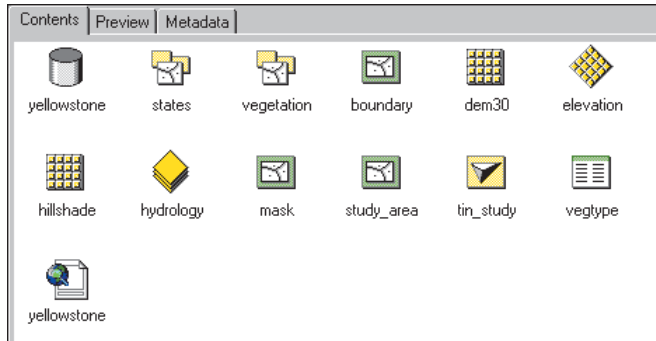 Contents Preview Metadata
yellowstone states vegetation boundary dem30 elevation
hillshade hydrology mask study_area tin_study vegtype
yellowstone